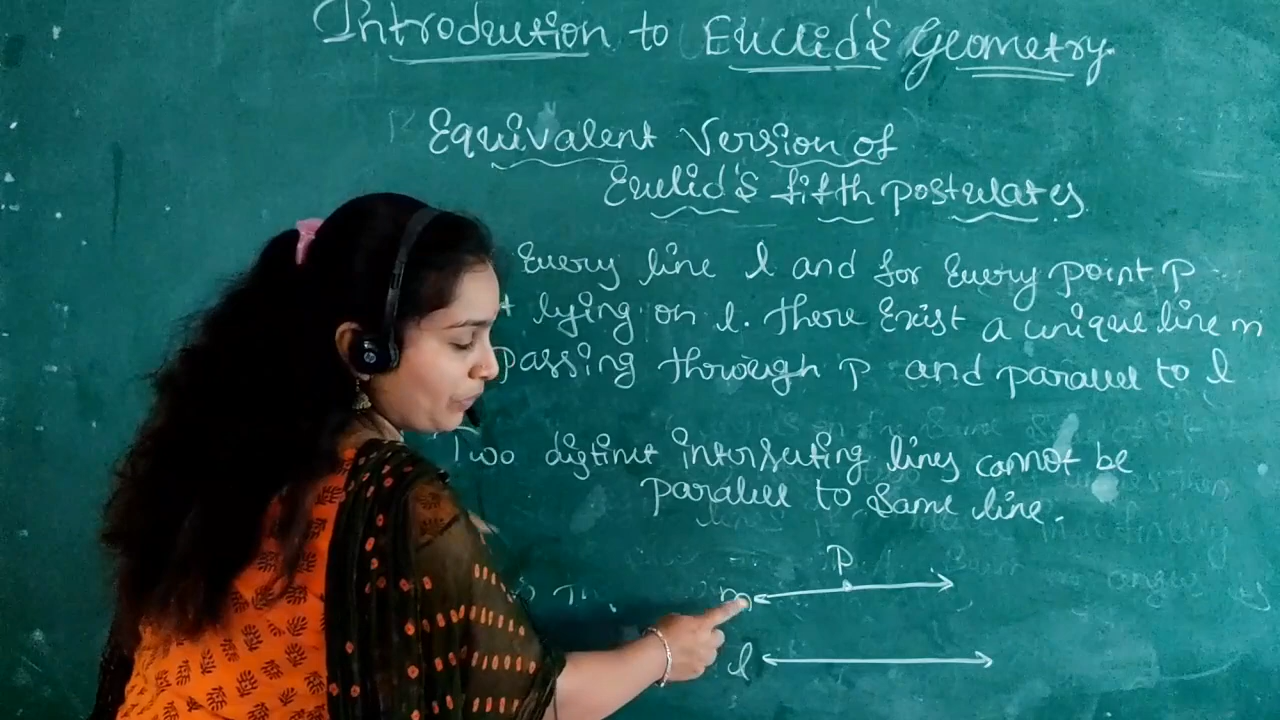 Introduction to Euclid's Geometry.
Equivalent Version of
Euclid's fifth postulates
Every line l and for Every point P
lying on l. there Exist a unique line m
passing through P and parallel to l
Two distinct intersecting lines cannot be
parallel to same line.
P
m
l